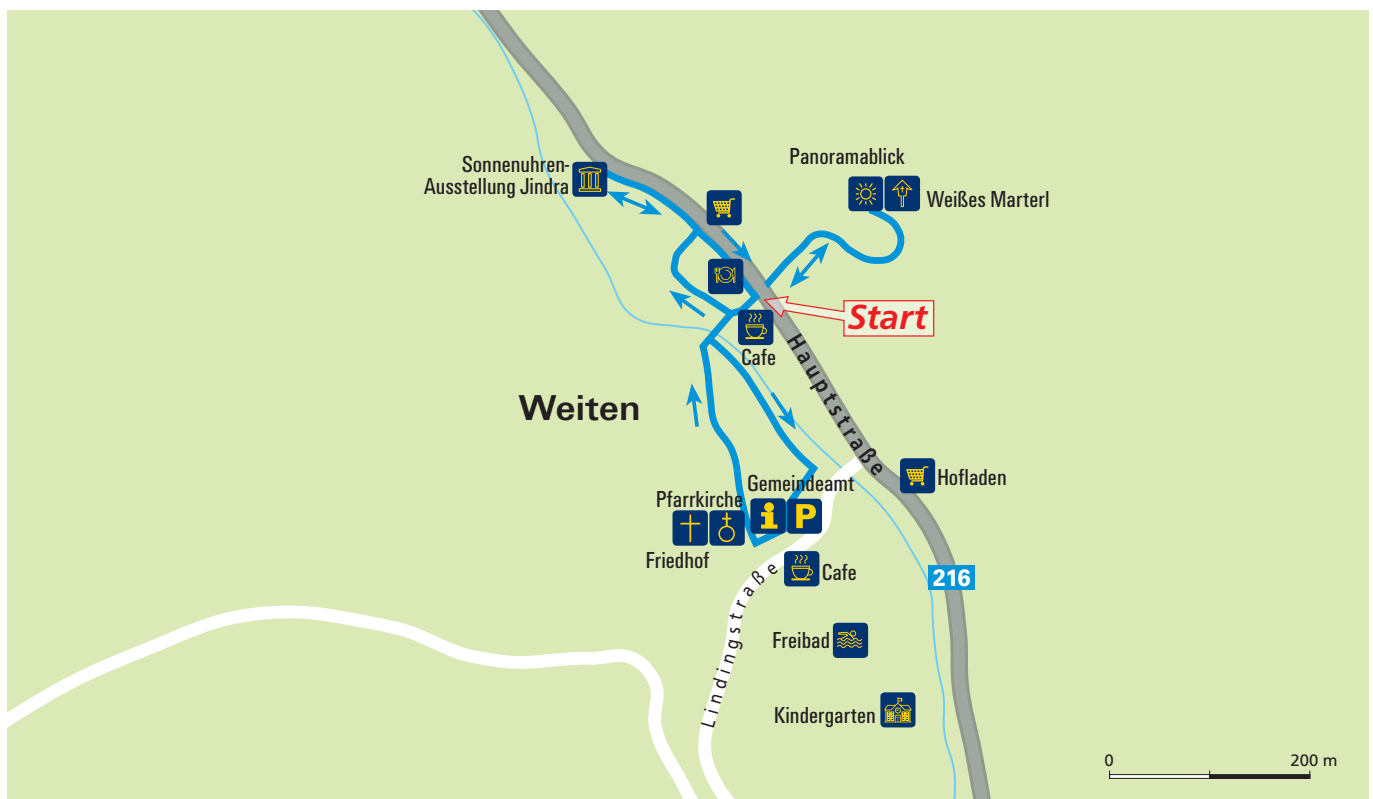 Panoramablick
Sonnenuhren-
Ausstellung Jindra
Weißes Marterl
Start
Cafe
Hauptstraße
Weiten
Hofladen
Gemeindeamt
Pfarrkirche
i P
Friedhof
Cafe
216
Lindingstraße
Freibad
Kindergarten
0 200 m